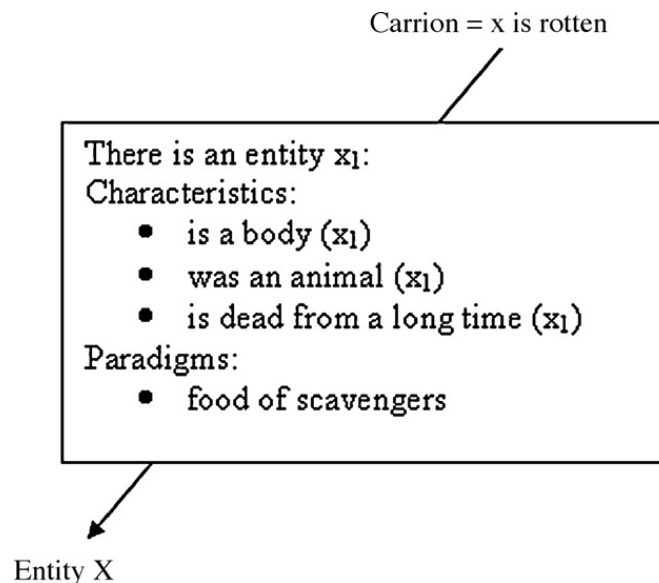 Carrion = x is rotten
There is an entity x₁:
Characteristics:
• is a body (x₁)
• was an animal (x₁)
• is dead from a long time (x₁)
Paradigms:
• food of scavengers
Entity X